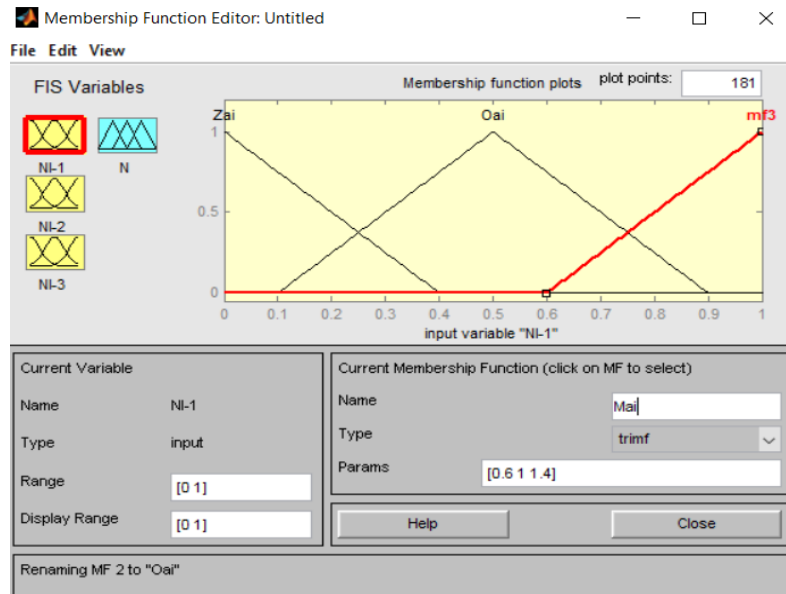 Membership Function Editor: Untitled
File Edit View
FIS Variables
Membership function plots plot points: 181
NI-1
N
NI-2
NI-3
Zai Oai mf3
1
0.5
0
0 0.1 0.2 0.3 0.4 0.5 0.6 0.7 0.8 0.9 1
input variable "NI-1"
Current Variable
Name NI-1
Type input
Range [0 1]
Display Range [0 1]
Current Membership Function (click on MF to select)
Name Mai
Type trimf
Params [0.6 1 1.4]
Help Close
Renaming MF 2 to "Oai"